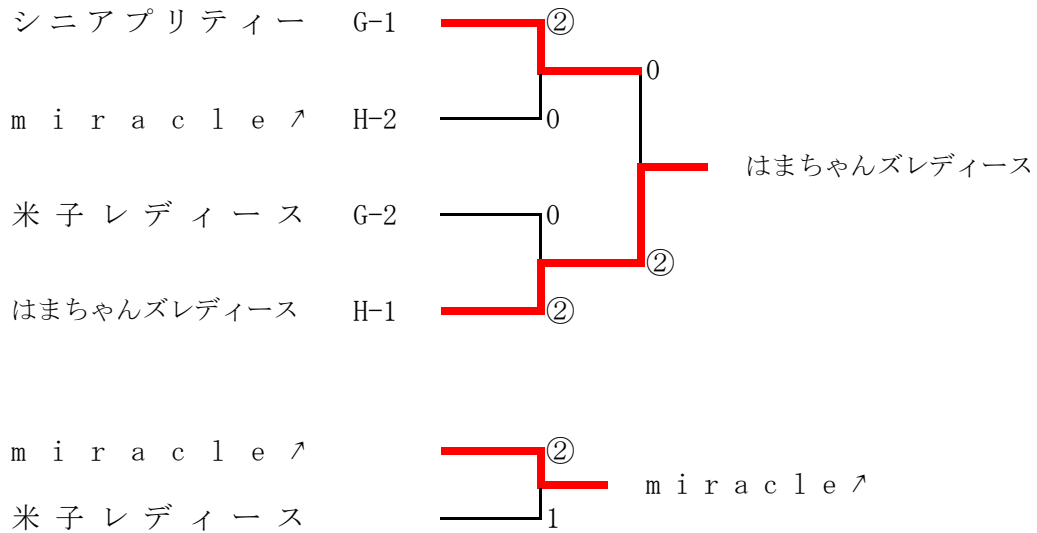 シニアプリティー G-1 ②
0
miracle↗ H-2 0
はまちゃんズレディース
米子レディース G-2 0
②
はまちゃんズレディース H-1 ②
miracle↗ ②
miracle↗
米子レディース 1